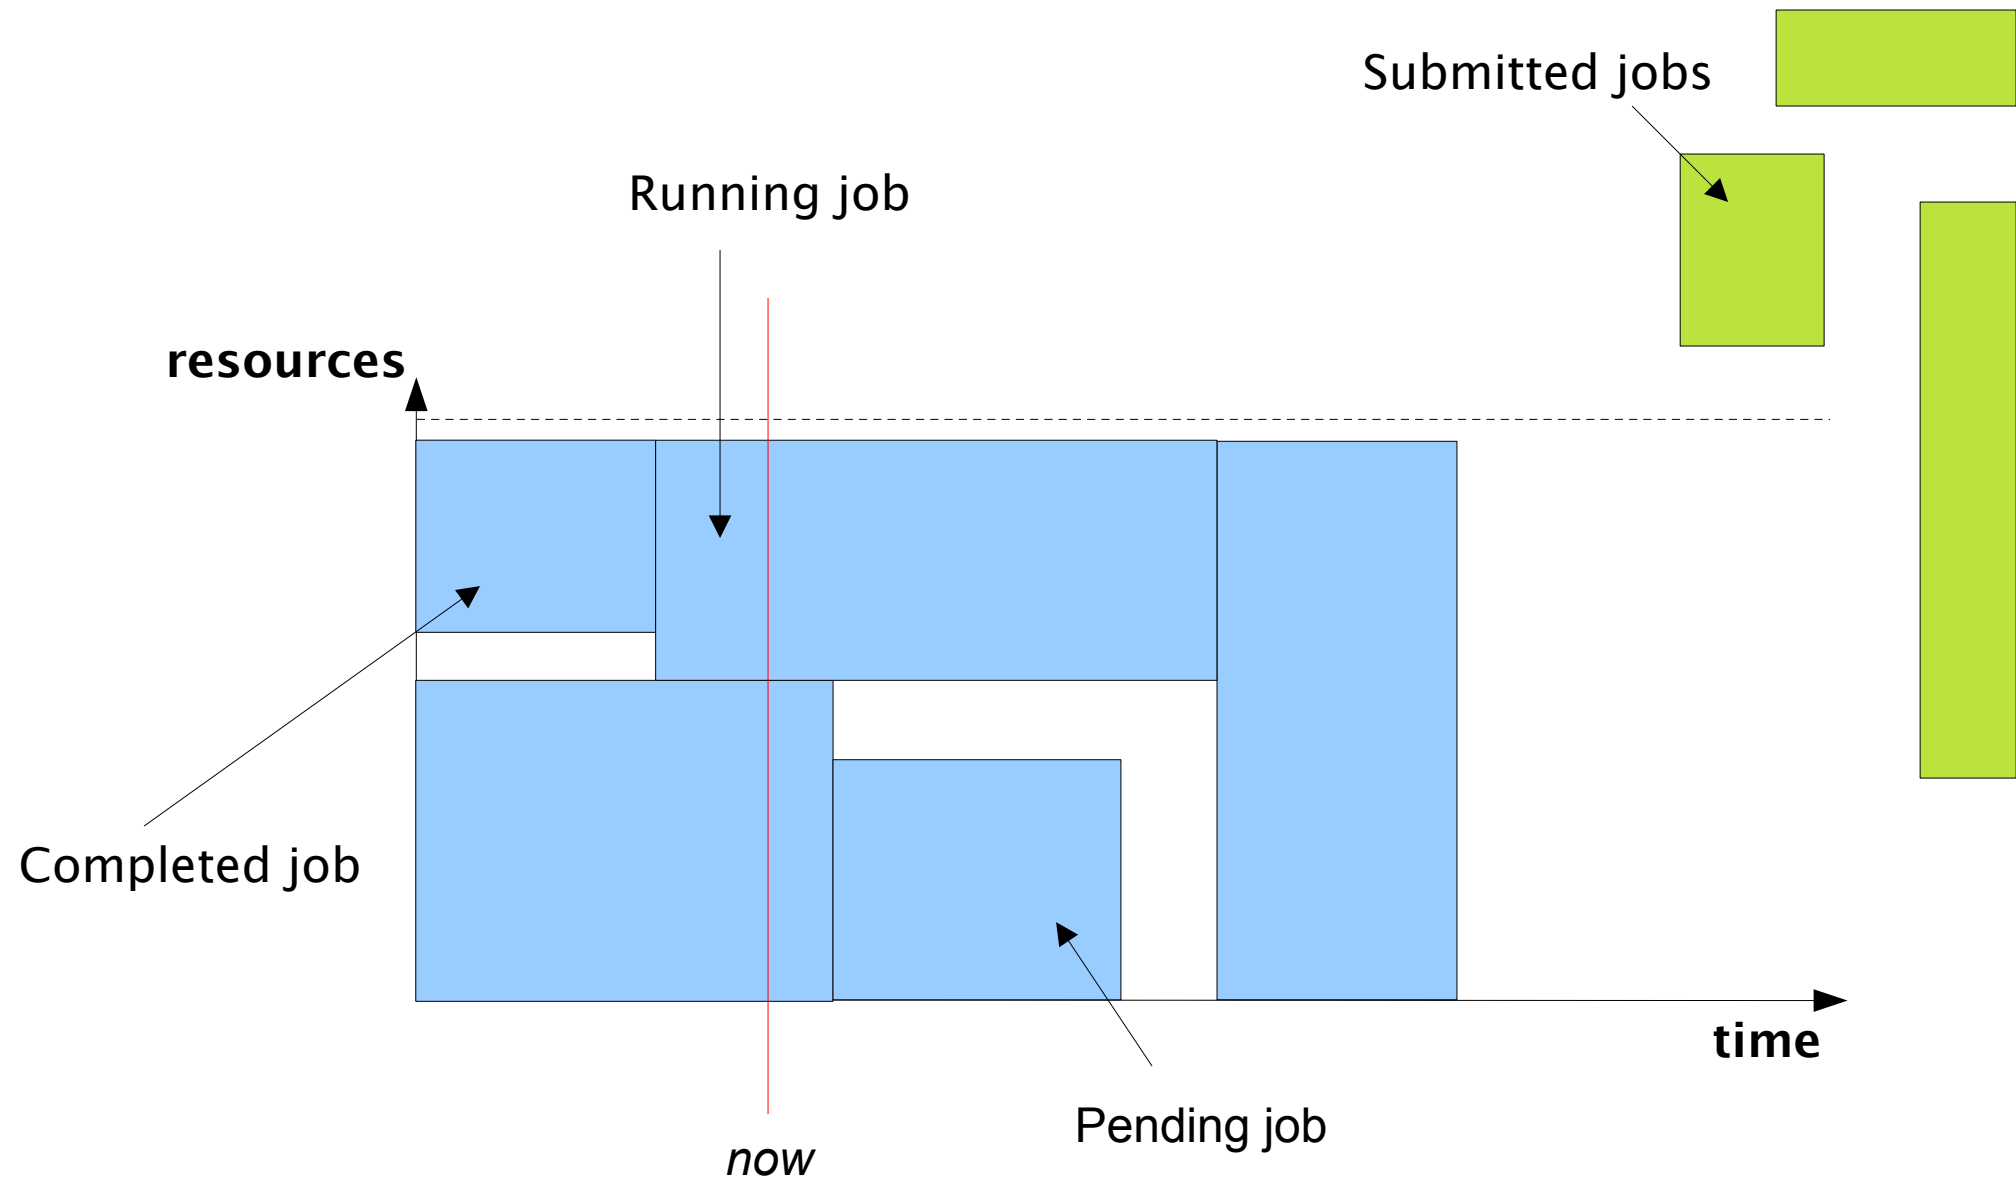 Submitted jobs
Running job
resources
Completed job
time
Pending job
now